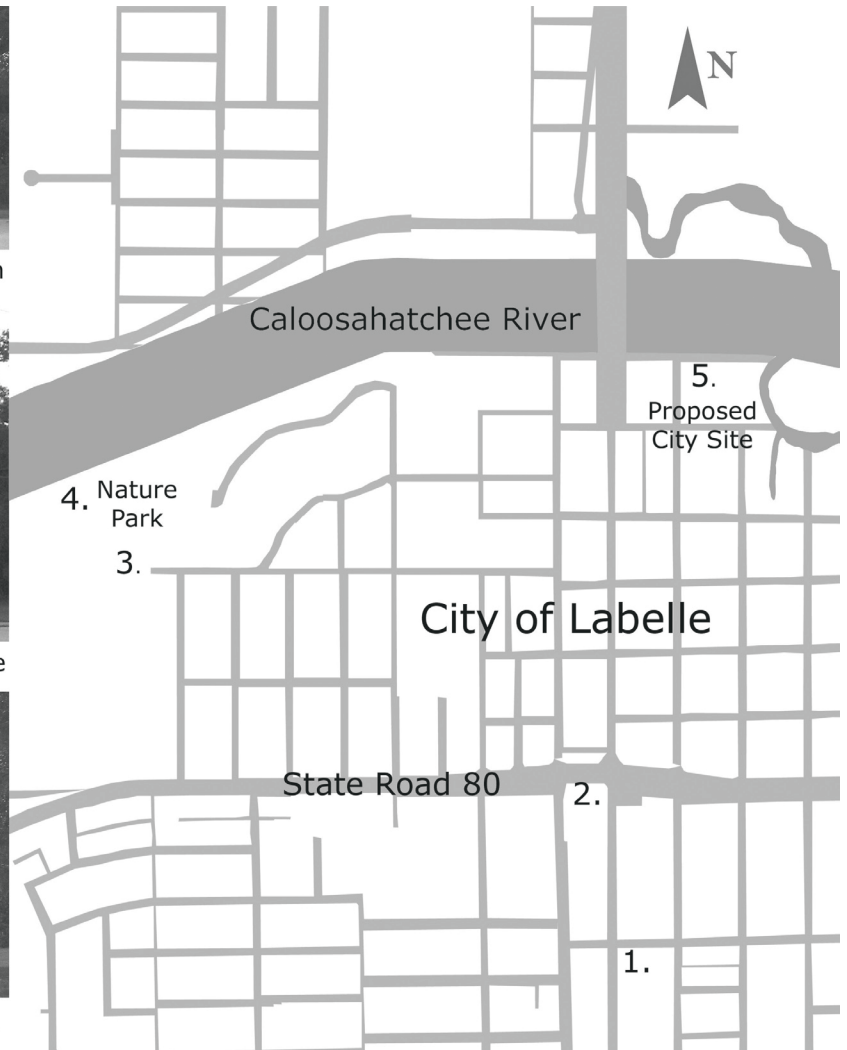 N
Caloosahatchee River
5.
Proposed
City Site
4. Nature
Park
3.
City of Labelle
State Road 80
2.
1.